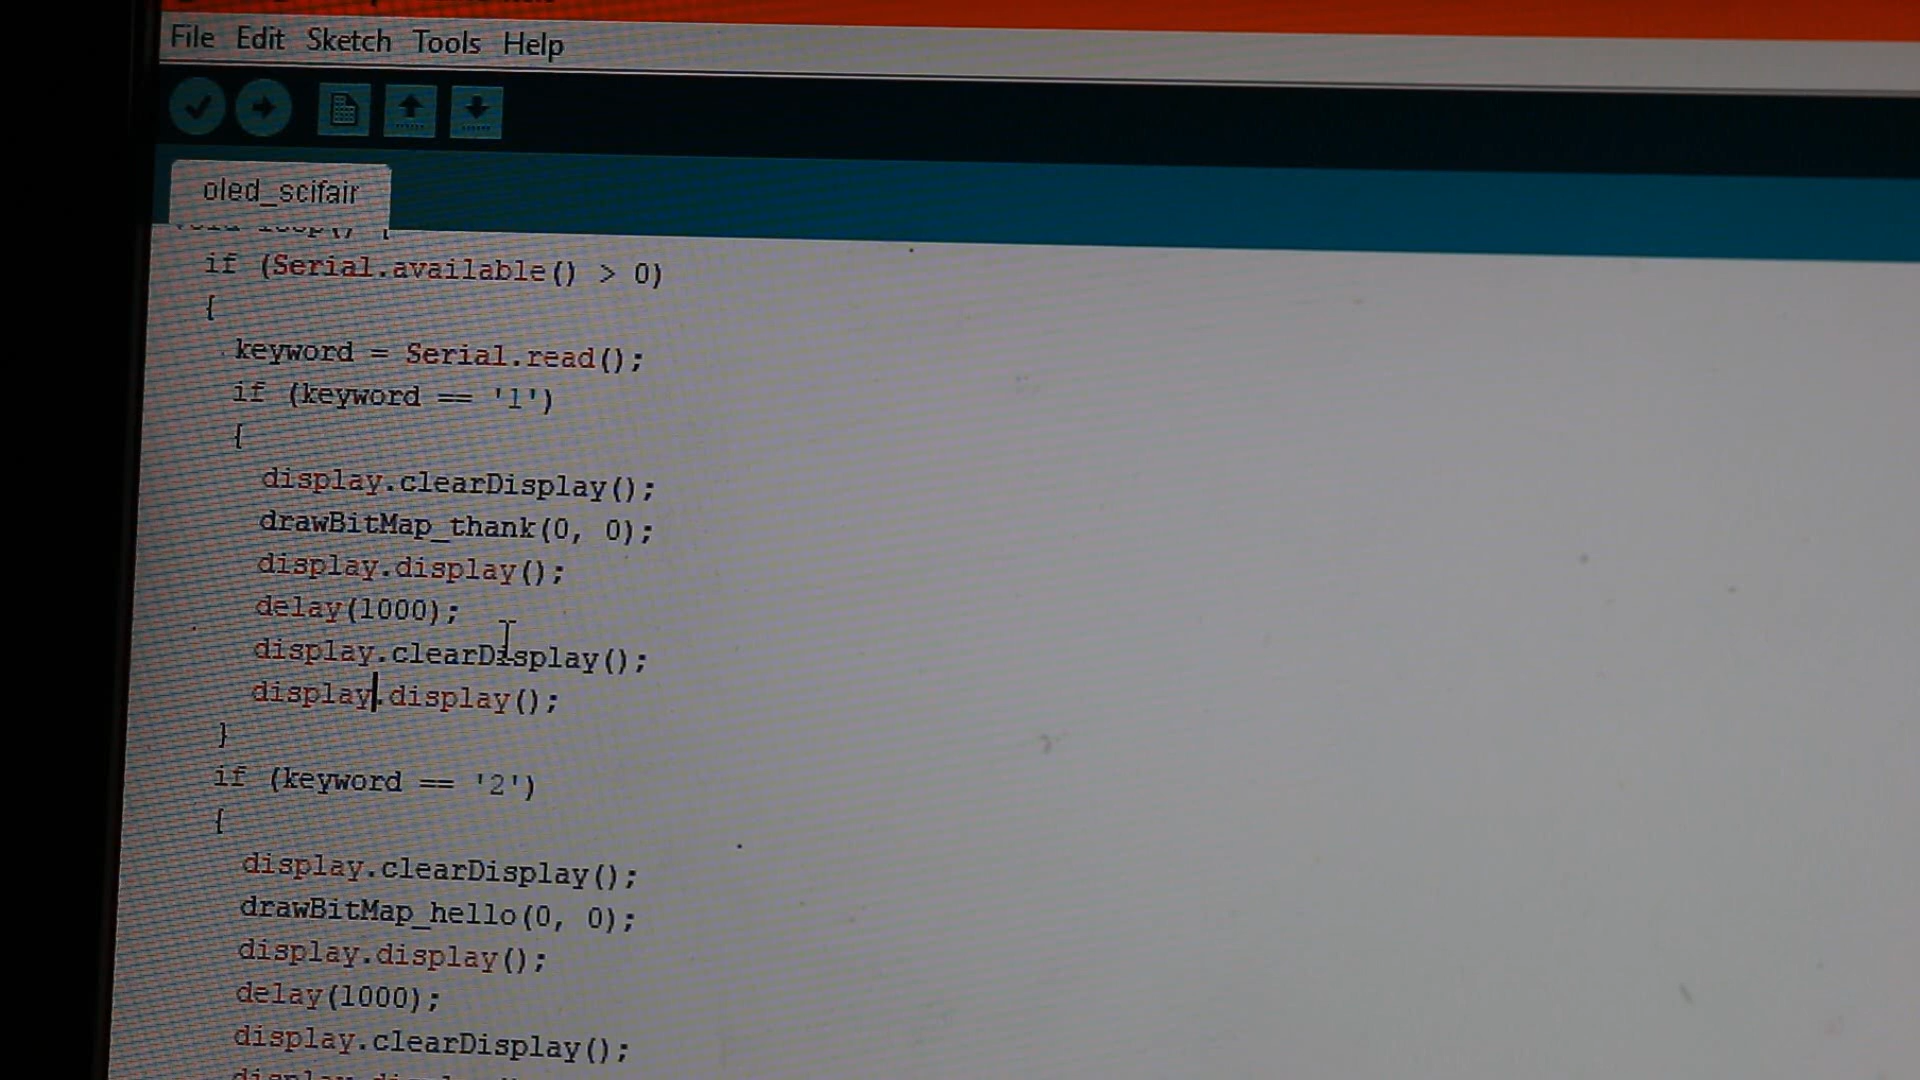 File Edit Sketch Tools Help
oled_scifair
if (Serial.available() > 0)
{
keyword = Serial.read();
if (keyword == '1')
{
display.clearDisplay();
drawBitMap_thank(0, 0);
display.display();
delay(1000);
display.clearDisplay();
display.display();
}
if (keyword == '2')
{
display.clearDisplay();
drawBitMap_hello(0, 0);
display.display();
delay(1000);
display.clearDisplay();